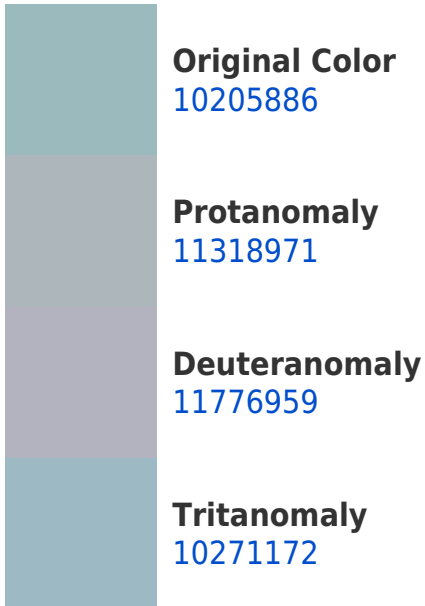 Original Color
10205886
Protanomaly
11318971
Deuteranomaly
11776959
Tritanomaly
10271172